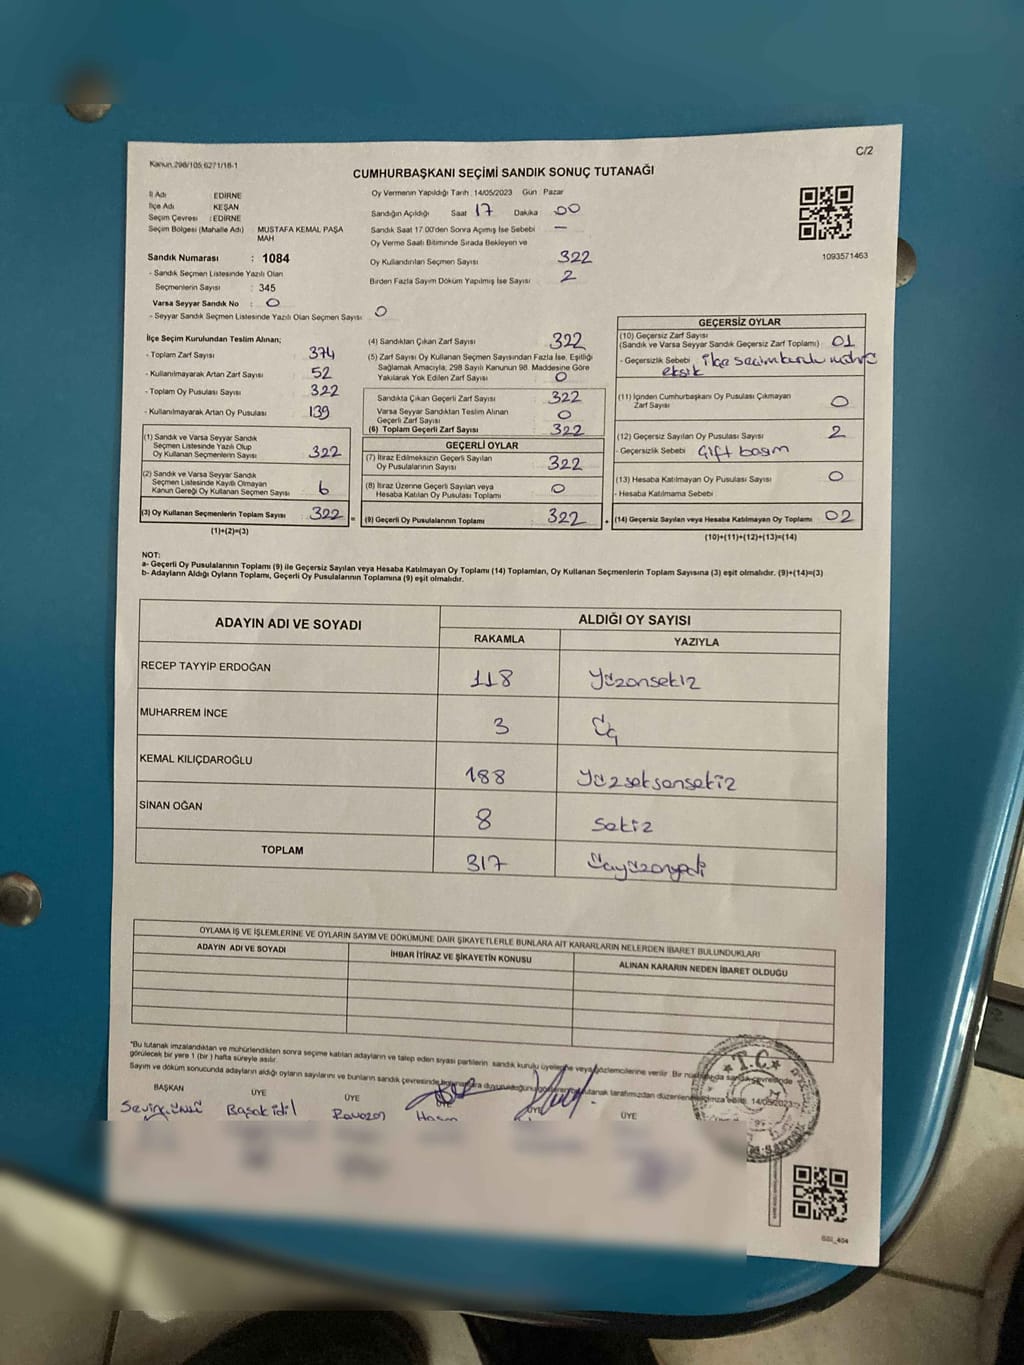 Kanun.298/105;6271/18-1
C/2
CUMHURBAŞKANI SEÇİMİ SANDIK SONUÇ TUTANAĞI
İl Adı EDİRNE
İlçe Adı KEŞAN
Seçim Çevresi : EDİRNE
Seçim Bölgesi (Mahalle Adı) MUSTAFA KEMAL PAŞA MAH
Sandık Numarası : 1084
- Sandık Seçmen Listesinde Yazılı Olan
Seçmenlerin Sayısı : 345
Varsa Seyyar Sandık No : 0
- Seyyar Sandık Seçmen Listesinde Yazılı Olan Seçmen Sayısı 0
Oy Vermenin Yapıldığı Tarih :14/05/2023 Gün : Pazar
Sandığın Açıldığı Saat 17 Dakika 00
Sandık Saat 17.00'den Sonra Açımış İse Sebebi : —
Oy Verme Saati Bitiminde Sırada Bekleyen ve
Oy Kullandırılan Seçmen Sayısı 322
Birden Fazla Sayım Döküm Yapılmış İse Sayısı : 2
1093571463
İlçe Seçim Kurulundan Teslim Alınan;
- Toplam Zarf Sayısı 374
- Kullanılmayarak Artan Zarf Sayısı 52
- Toplam Oy Pusulası Sayısı 322
- Kullanılmayarak Artan Oy Pusulası 139
(1) Sandık ve Varsa Seyyar Sandık
Seçmen Listesinde Yazılı Olup
Oy Kullanan Seçmenlerin Sayısı 322
(2) Sandık ve Varsa Seyyar Sandık
Seçmen Listesinde Kayıtlı Olmayan
Kanun Gereği Oy Kullanan Seçmen Sayısı 6
(3) Oy Kullanan Seçmenlerin Toplam Sayısı 322
(1)+(2)=(3)
(4) Sandıktan Çıkan Zarf Sayısı 322
(5) Zarf Sayısı Oy Kullanan Seçmen Sayısından Fazla İse, Eşitliği
Sağlamak Amacıyla, 298 Sayılı Kanunun 98. Maddesine Göre
Yakılarak Yok Edilen Zarf Sayısı 0
Sandıkta Çıkan Geçerli Zarf Sayısı 322
Varsa Seyyar Sandıktan Teslim Alınan
Geçerli Zarf Sayısı 0
(6) Toplam Geçerli Zarf Sayısı 322
GEÇERLİ OYLAR
(7) İtiraz Edilmeksizin Geçerli Sayılan
Oy Pusulalarının Sayısı 322
(8) İtiraz Üzerine Geçerli Sayılan veya
Hesaba Katılan Oy Pusulası Toplamı 0
(9) Geçerli Oy Pusulalarının Toplamı 322
GEÇERSİZ OYLAR
(10) Geçersiz Zarf Sayısı
(Sandık ve Varsa Seyyar Sandık Geçersiz Zarf Toplamı) 01
- Geçersizlik Sebebi : ilçe seçim
eksik
(11) İçinden Cumhurbaşkanı Oy Pusulası Çıkmayan
Zarf Sayısı 0
(12) Geçersiz Sayılan Oy Pusulası Sayısı 2
- Geçersizlik Sebebi Çift basım
(13) Hesaba Katılmayan Oy Pusulası Sayısı 0
- Hesaba Katılmama Sebebi
(14) Geçersiz Sayılan veya Hesaba Katılmayan Oy Toplamı 02
(10)+(11)+(12)+(13)=(14)
NOT:
a- Geçerli Oy Pusulalarının Toplamı (9) ile Geçersiz Sayılan veya Hesaba Katılmayan Oy Toplamı (14) Toplamları, Oy Kullanan Seçmenlerin Toplam Sayısına (3) eşit olmalıdır. (9)+(14)=(3)
b- Adayların Aldığı Oyların Toplamı, Geçerli Oy Pusulalarının Toplamına (9) eşit olmalıdır.
ADAYIN ADI VE SOYADI ALDIĞI OY SAYISI
RAKAMLA YAZIYLA
RECEP TAYYİP ERDOĞAN 118 Yüzonsekiz
MUHARREM İNCE 3 Üç
KEMAL KILIÇDAROĞLU 188 Yüzseksensekiz
SİNAN OĞAN 8 Sekiz
TOPLAM 317 Üçyüzonyedi
OYLAMA İŞ VE İŞLEMLERİNE VE OYLARIN SAYIM VE DÖKÜMÜNE DAİR ŞİKAYETLERLE BUNLARA AİT KARARLARIN NELERDEN İBARET BULUNDUKLARI
ADAYIN ADI VE SOYADI İHBAR İTİRAZ VE ŞİKAYETİN KONUSU ALINAN KARARIN NEDEN İBARET OLDUĞU
"Bu tutanak imzalandıktan ve mühürlendikten sonra seçime katılan adayların ve talep eden siyasi partilerin sandık kurulu üyelerine veya gözlemcilerine verilir. Bir nüshasında sandık çevresinde
görülecek bir yere 1 (bir) hafta süreyle asılır.
Sayım ve döküm sonucunda adayların aldığı oyların sayılarını ve bunların sandık çevresinde tarafımızdan 14/05/2023
BAŞKAN ÜYE ÜYE ÜYE ÜYE ÜYE
Başak idil Hasan
T.C.